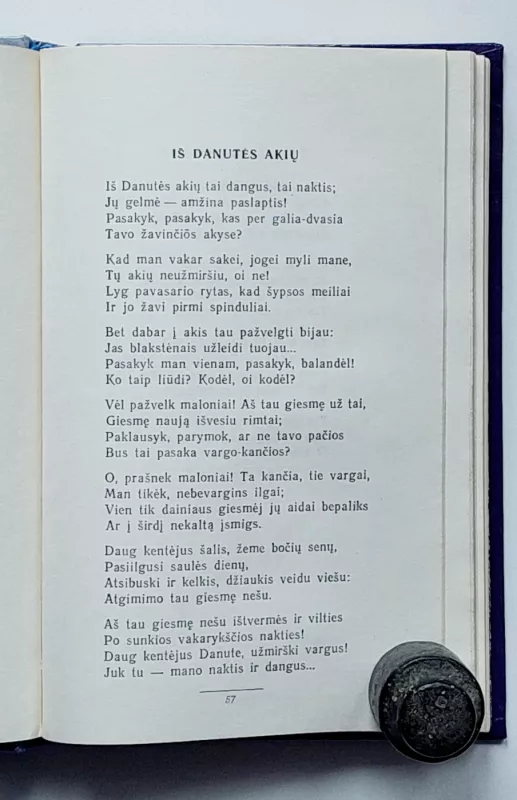 IŠ DANUTĖS AKIŲ
Iš Danutės akių tai dangus, tai naktis;
Jų gelmė — amžina paslaptis!
Pasakyk, pasakyk, kas per galia-dvasia
Tavo žavinčiõs akyse?
Kad man vakar sakei, jogei myli mane,
Tų akių neužmiršiu, oi ne!
Lyg pavasario rytas, kad šypsos meiliai
Ir jo žavi pirmi spinduliai.
Bet dabar į akis tau pažvelgti bijau:
Jas blakstėnais užleidi tuojau...
Pasakyk man vienam, pasakyk, balandėl!
Ko taip liūdi? Kodėl, oi kodėl?
Vėl pažvelk maloniai! Aš tau giesmę už tai,
Giesmę naują išvesiu rimtai;
Paklausyk, parymok, ar ne tavo pačios
Bus tai pasaka vargo-kančios?
O, prašnek maloniai! Ta kančia, tie vargai,
Man tikėk, nebevargins ilgai;
Vien tik dainiaus giesmėj jų aidai bepaliks
Ar į širdį nekaltą įsmigs.
Daug kentėjus šalis, žeme bočių senų,
Pasiilgusi saulės dienų,
Atsibuski ir kelkis, džiaukis veidu viešu:
Atgimimo tau giesmę nešu.
Aš tau giesmę nešu ištvermės ir vilties
Po sunkios vakarykščios nakties!
Daug kentėjus Danute, užmirški vargus!
Juk tu — mano naktis ir dangus...
57